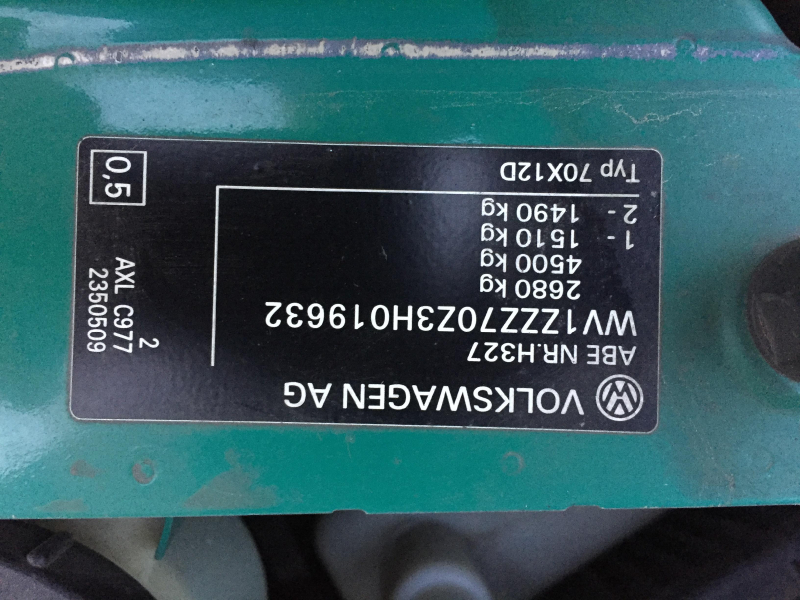 VOLKSWAGEN AG
ABE NR.H327
WV1ZZZ70Z3H019632
2680 kg
4500 kg
1 - 1510 kg
2 - 1490 kg
Typ 70X12D
2
AXL C977
2350509
0,5